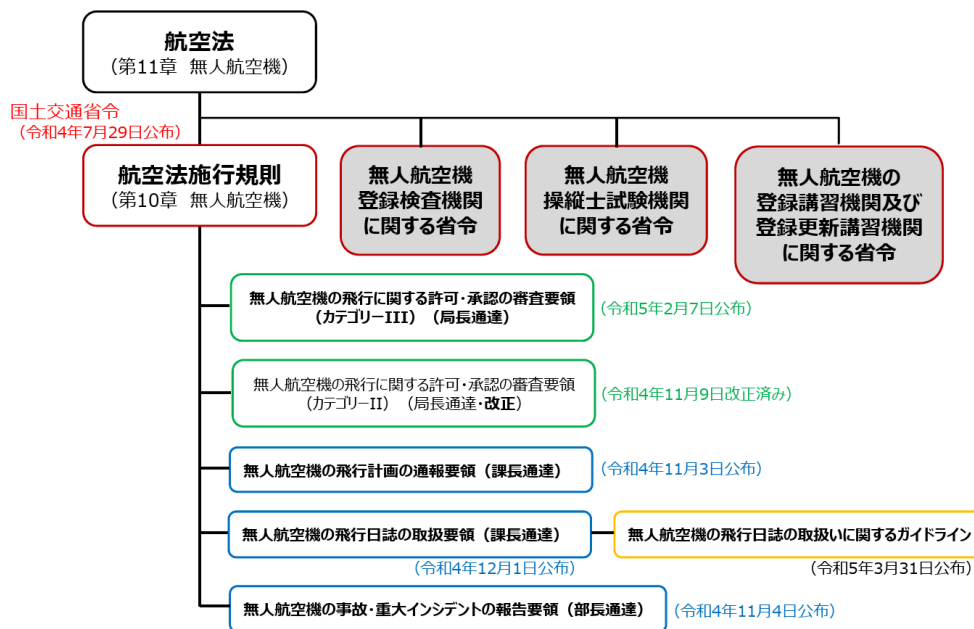 航空法
(第11章 無人航空機)
国土交通省令
(令和4年7月29日公布)
航空法施行規則
(第10章 無人航空機)
無人航空機
登録検査機関
に関する省令
無人航空機
操縦士試験機関
に関する省令
無人航空機の
登録講習機関及び
登録更新講習機関
に関する省令
無人航空機の飛行に関する許可・承認の審査要領
(カテゴリーIII) (局長通達)
(令和5年2月7日公布)
無人航空機の飛行に関する許可・承認の審査要領
(カテゴリーII) (局長通達・改正)
(令和4年11月9日改正済み)
無人航空機の飛行計画の通報要領(課長通達)
(令和4年11月3日公布)
無人航空機の飛行日誌の取扱要領(課長通達)
(令和4年12月1日公布)
無人航空機の飛行日誌の取扱いに関するガイドライン
(令和5年3月31日公布)
無人航空機の事故・重大インシデントの報告要領(部長通達)
(令和4年11月4日公布)